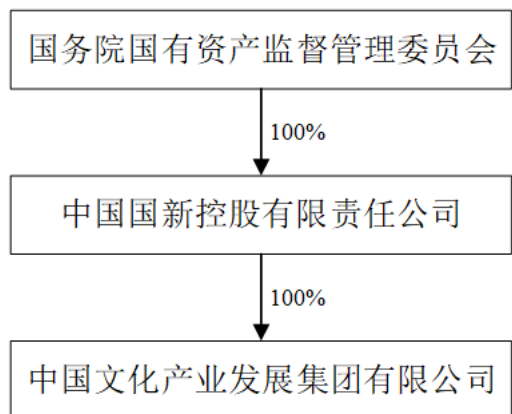 国务院国有资产监督管理委员会
100%
中国国新控股有限责任公司
100%
中国文化产业发展集团有限公司